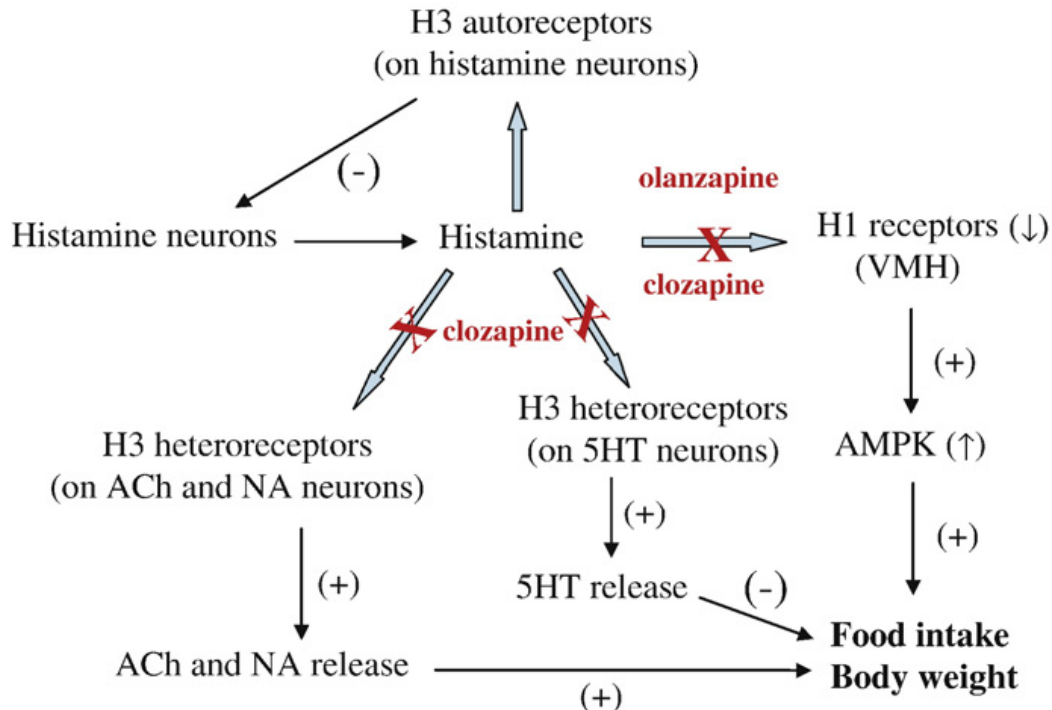 H3 autoreceptors
(on histamine neurons)
(-)
olanzapine
Histamine neurons
Histamine
X
H1 receptors (↓)
(VMH)
clozapine
X
clozapine
X
(+)
H3 heteroreceptors
(on 5HT neurons)
H3 heteroreceptors
(on ACh and NA neurons)
AMPK (↑)
(+)
(+)
(+)
5HT release
(-)
Food intake
Body weight
ACh and NA release
(+)